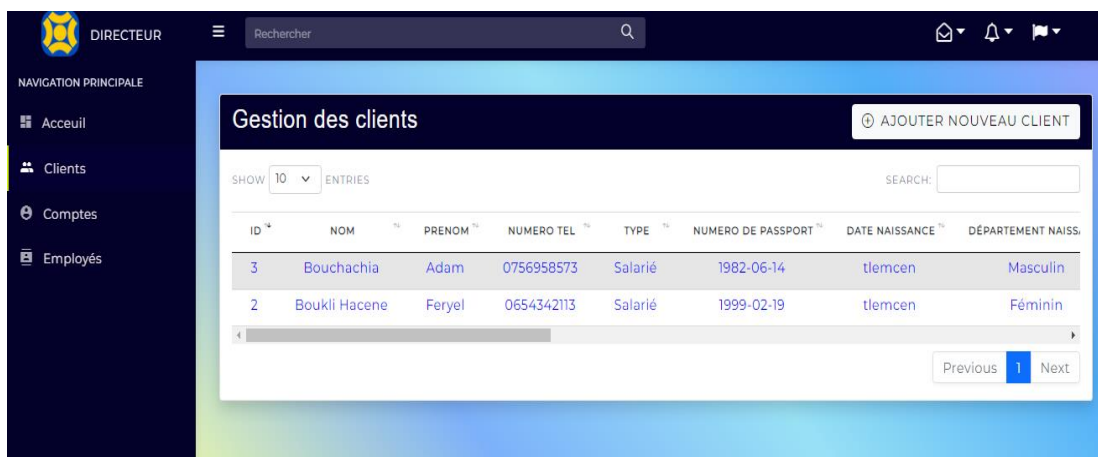 DIRECTEUR
Rechercher
NAVIGATION PRINCIPALE
Acceuil
Clients
Comptes
Employés
Gestion des clients
AJOUTER NOUVEAU CLIENT
SHOW 10 ENTRIES
SEARCH:
ID NOM PRENOM NUMERO TEL TYPE NUMERO DE PASSPORT DATE NAISSANCE DÉPARTEMENT NAISSA
3 Bouchachia Adam 0756958573 Salarié 1982-06-14 tlemcen Masculin
2 Boukli Hacene Feryel 0654342113 Salarié 1999-02-19 tlemcen Féminin
Previous 1 Next